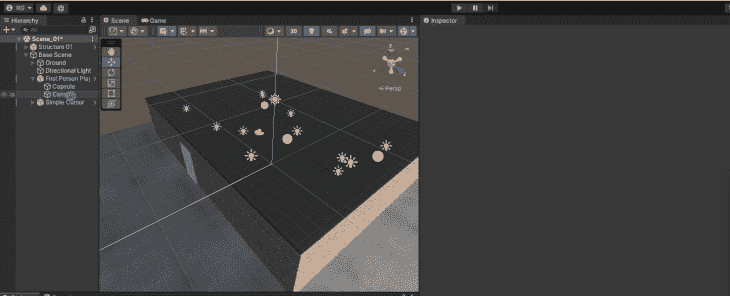 RG
Hierarchy
Scene
Game
Inspector
All
Scene_01*
Structure 01
Base Scene
Ground
Directional Light
First Person Play
Capsule
Simple Cursor
2D
y
Persp